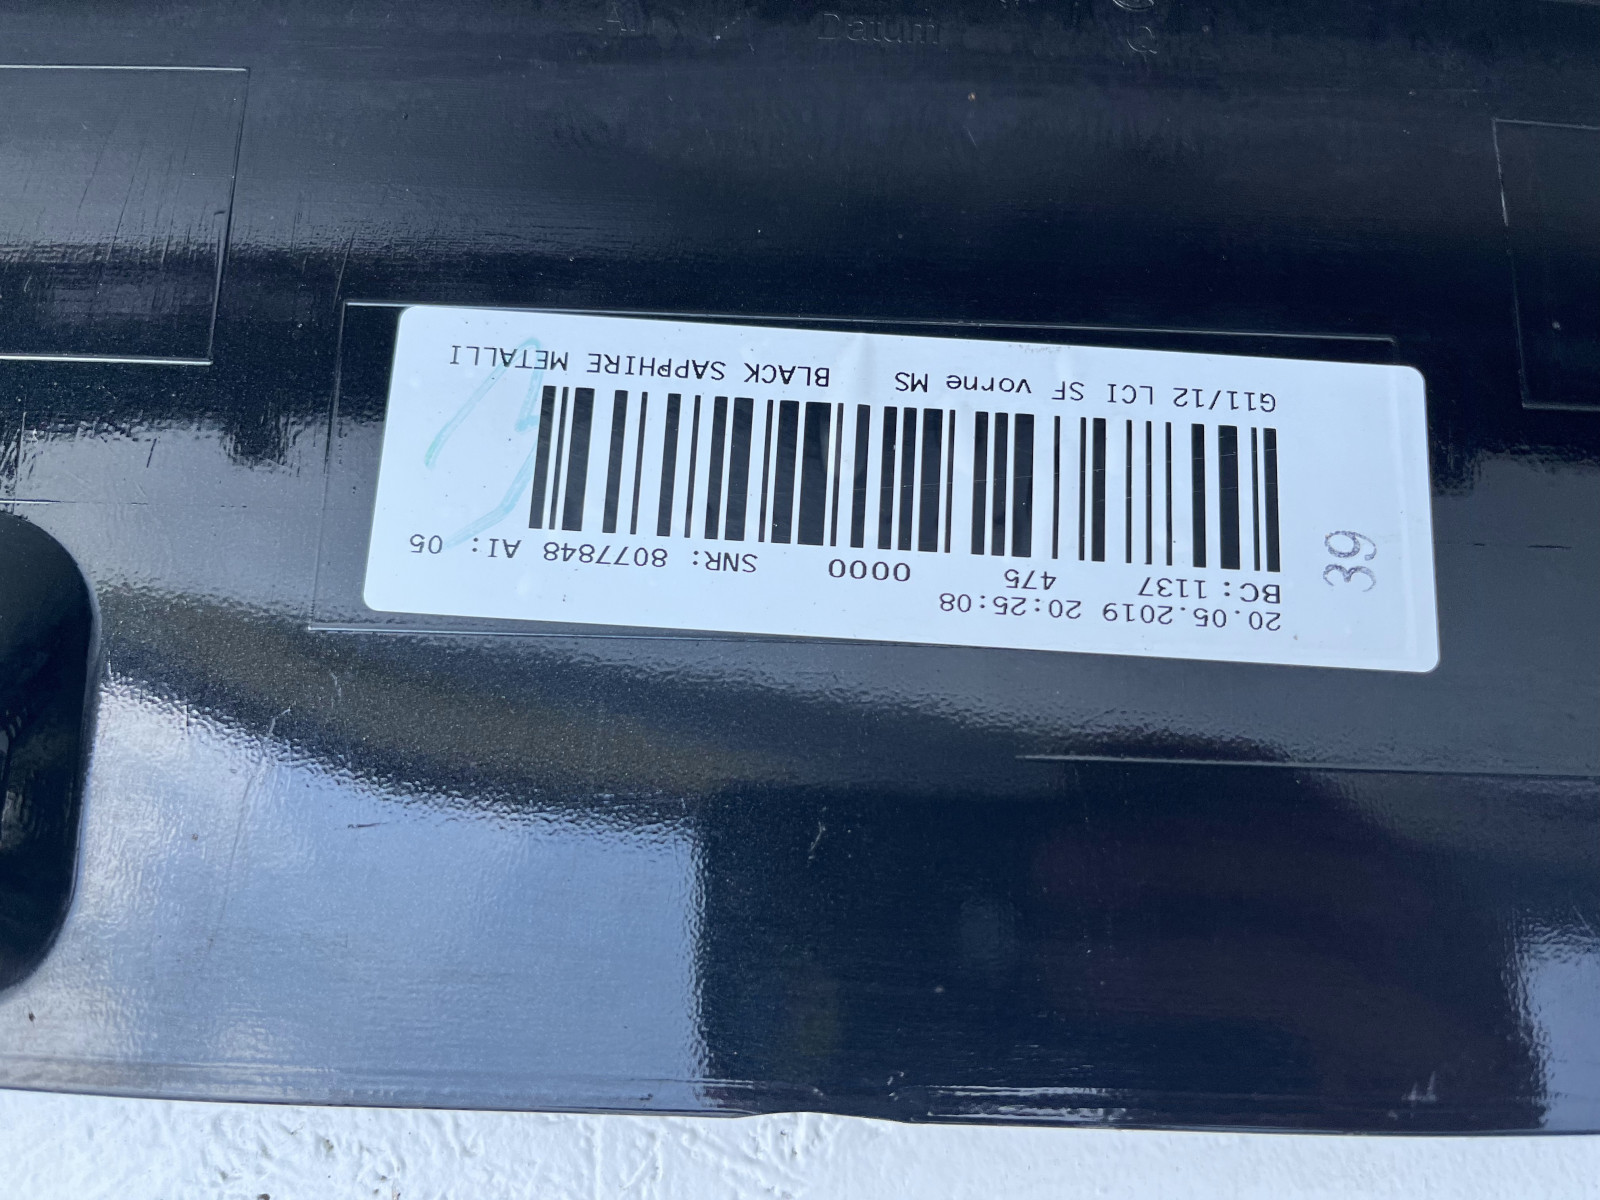 Datum
20.05.2019 20:25:08
BC: 1137 475 0000 SNR: 8077848 AI: 05
G11/12 LCI SF vorne MS BLACK SAPPHIRE METALLI
39